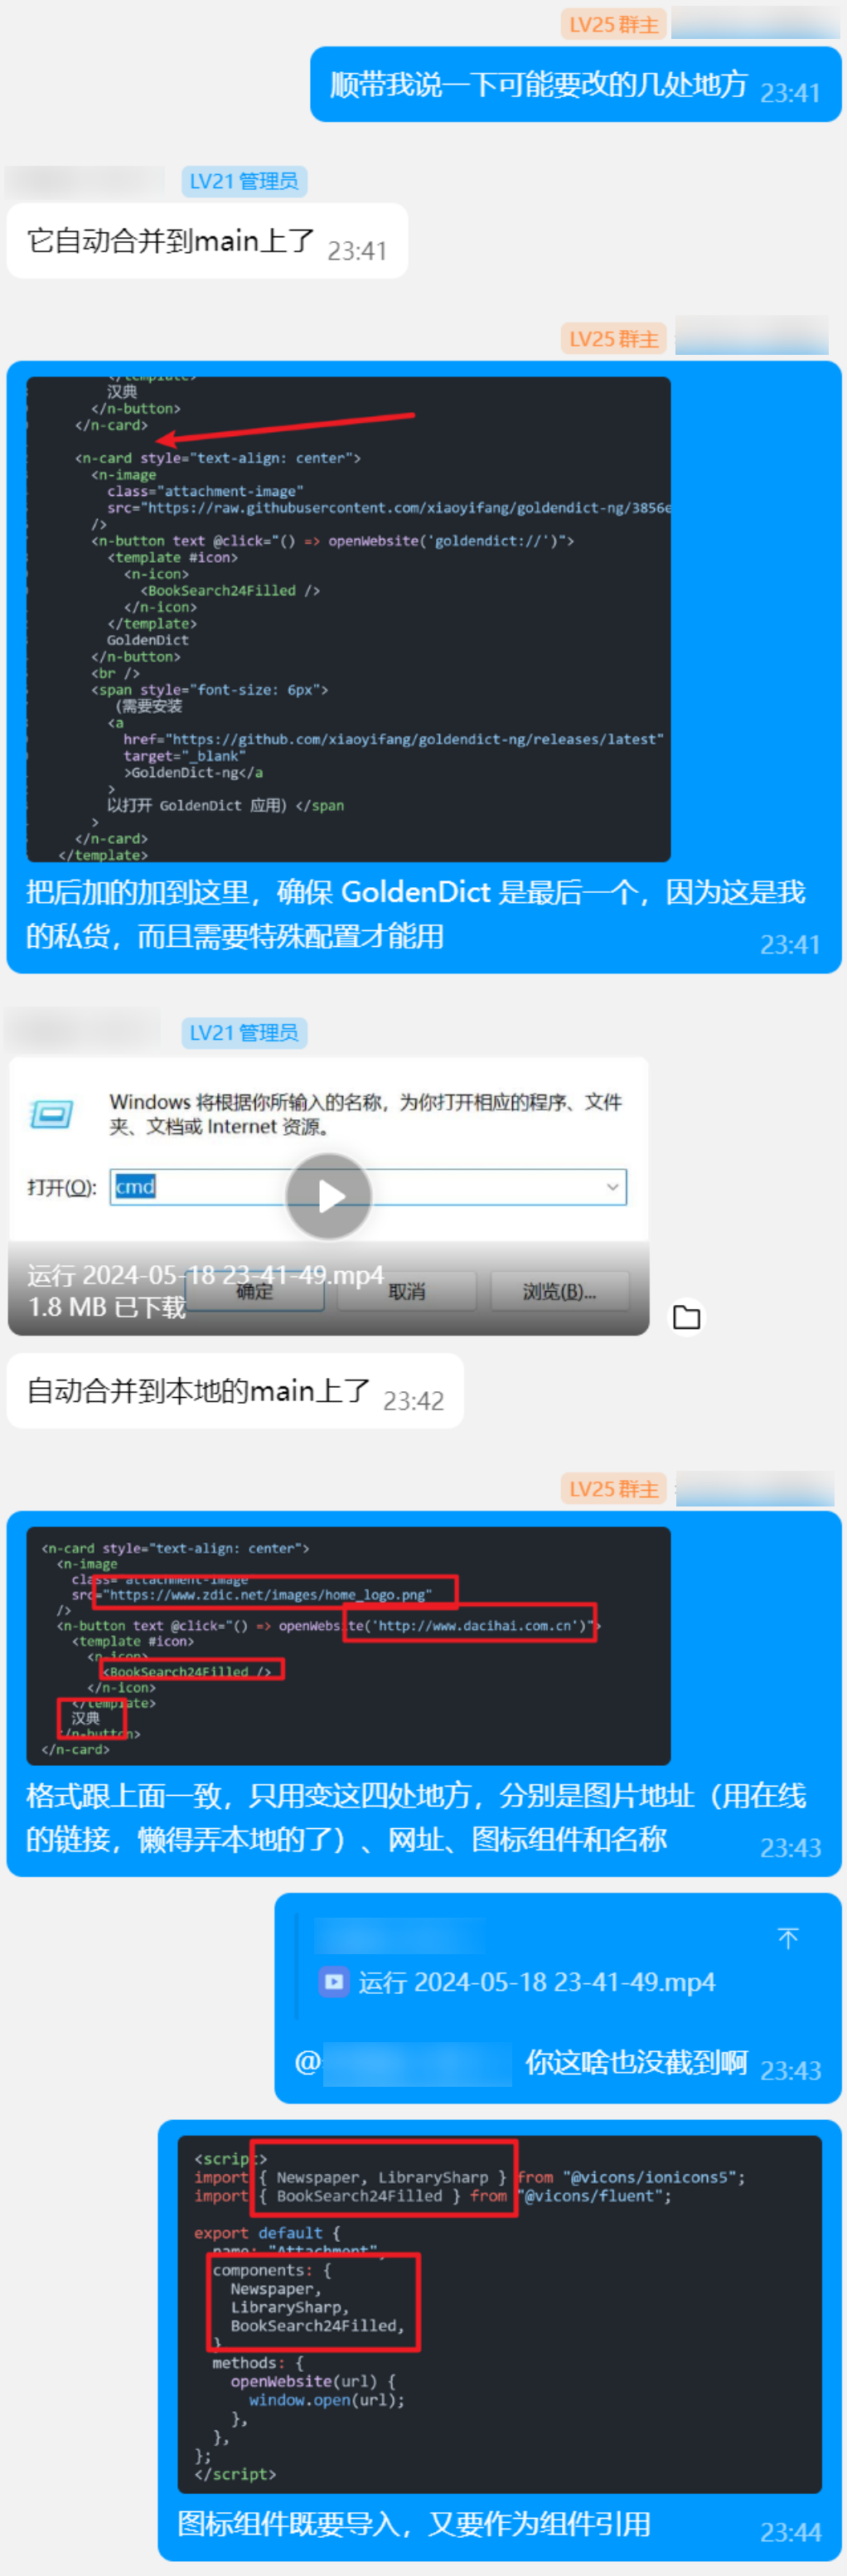 LV25 群主
顺带我说一下可能要改的几处地方 23:41
LV21 管理员
它自动合并到main上了 23:41
LV25 群主
</template>
汉典
</n-button>
</n-card>
<n-card style="text-align: center">
<n-image
class="attachment-image"
src="https://raw.githubusercontent.com/xiaoyifang/goldendict-ng/3856e
/>
<n-button text @click="() => openWebsite('goldendict://')">
<template #icon>
<n-icon>
<BookSearch24Filled />
</n-icon>
</template>
GoldenDict
</n-button>
<br />
<span style="font-size: 6px">
（需要安装
<a
href="https://github.com/xiaoyifang/goldendict-ng/releases/latest"
target="_blank"
>GoldenDict-ng</a
>
以打开 GoldenDict 应用）</span
>
</n-card>
</template>
把后加的加到这里，确保 GoldenDict 是最后一个，因为这是我
的私货，而且需要特殊配置才能用 23:41
LV21 管理员
Windows 将根据你所输入的名称，为你打开相应的程序、文件
夹、文档或 Internet 资源。
打开(O): cmd
运行 2024-05-18 23-41-49.mp4
确定 取消 浏览(B)...
1.8 MB 已下载
自动合并到本地的main上了 23:42
LV25 群主
<n-card style="text-align: center">
<n-image
class="attachment-image"
src="https://www.zdic.net/images/home_logo.png"
/>
<n-button text @click="() => openWebsite('http://www.dacihai.com.cn')">
<template #icon>
<n-icon>
<BookSearch24Filled />
</n-icon>
</template>
汉典
</n-button>
</n-card>
格式跟上面一致，只用变这四处地方，分别是图片地址（用在线
的链接，懒得弄本地的了）、网址、图标组件和名称 23:43
运行 2024-05-18 23-41-49.mp4
@ 你这啥也没截到啊 23:43
<script>
import { Newspaper, LibrarySharp } from "@vicons/ionicons5";
import { BookSearch24Filled } from "@vicons/fluent";
export default {
name: "Attachment",
components: {
Newspaper,
LibrarySharp,
BookSearch24Filled,
}
methods: {
openWebsite(url) {
window.open(url);
},
},
};
</script>
图标组件既要导入，又要作为组件引用 23:44